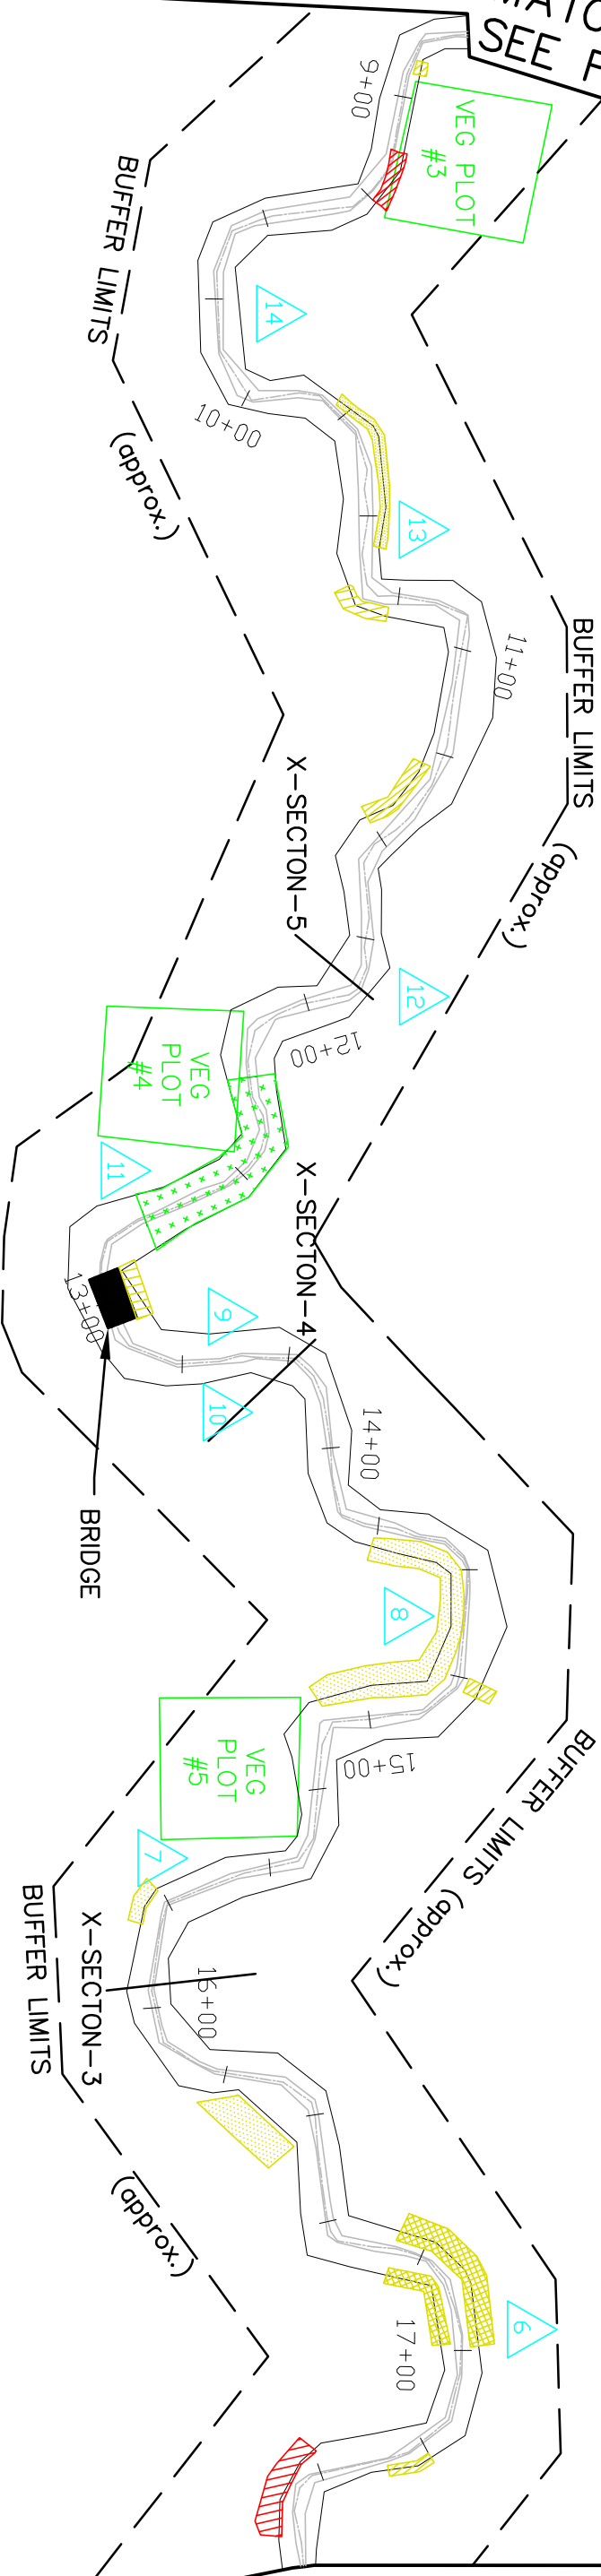 MATC
SEE F
9+00
VEG PLOT
#3
BUFFER LIMITS
(approx.)
14
10+00
13
11+00
BUFFER LIMITS
(approx.)
X-SECTON-5
12
12+00
VEG
PLOT
#4
11
X-SECTON-4
13+00
9
10
BRIDGE
14+00
8
15+00
VEG
PLOT
#5
BUFFER LIMITS (approx.)
7
X-SECTON-3
BUFFER LIMITS
(approx.)
16+00
6
17+00